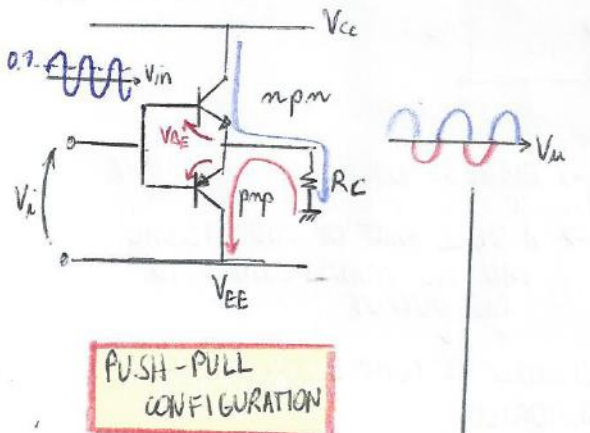 Vcc
0.7
Vin
npn
VBE
Vi
pnp
RC
Vu
VEE
PUSH-PULL
CONFIGURATION